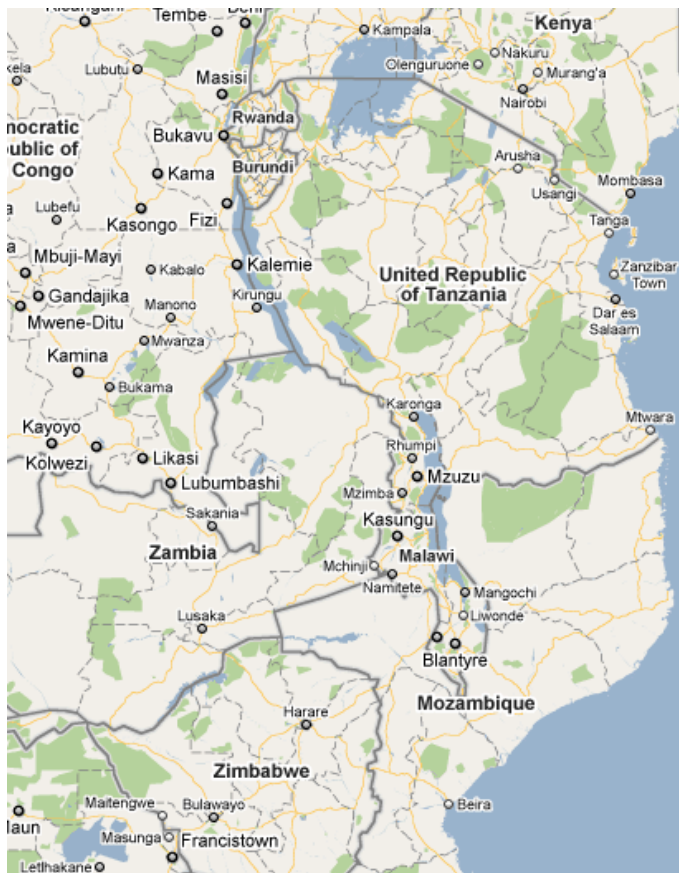 Tembe
Kenya
Kampala
Nakuru
Lubutu
Olenguruone
Murang'a
Masisi
Nairobi
Rwanda
Bukavu
Arusha
Burundi
Kama
Usangi
Mombasa
Lubefu
Kasongo
Fizi
Tanga
Mbuji-Mayi
Kabalo
Kalemie
United Republic
of Tanzania
Zanzibar
Town
Gandajika
Kirungu
Mwene-Ditu
Manono
Dar es
Salaam
Mwanza
Kamina
Bukama
Karonga
Mtwara
Kayoyo
Rhumpi
Kolwezi
Likasi
Mzuzu
Lubumbashi
Mzimba
Sakania
Kasungu
Zambia
Malawi
Mchinji
Namitete
Mangochi
Lusaka
Liwonde
Blantyre
Mozambique
Harare
Zimbabwe
Maitengwe
Bulawayo
Beira
Masunga
Francistown
Letlhakane